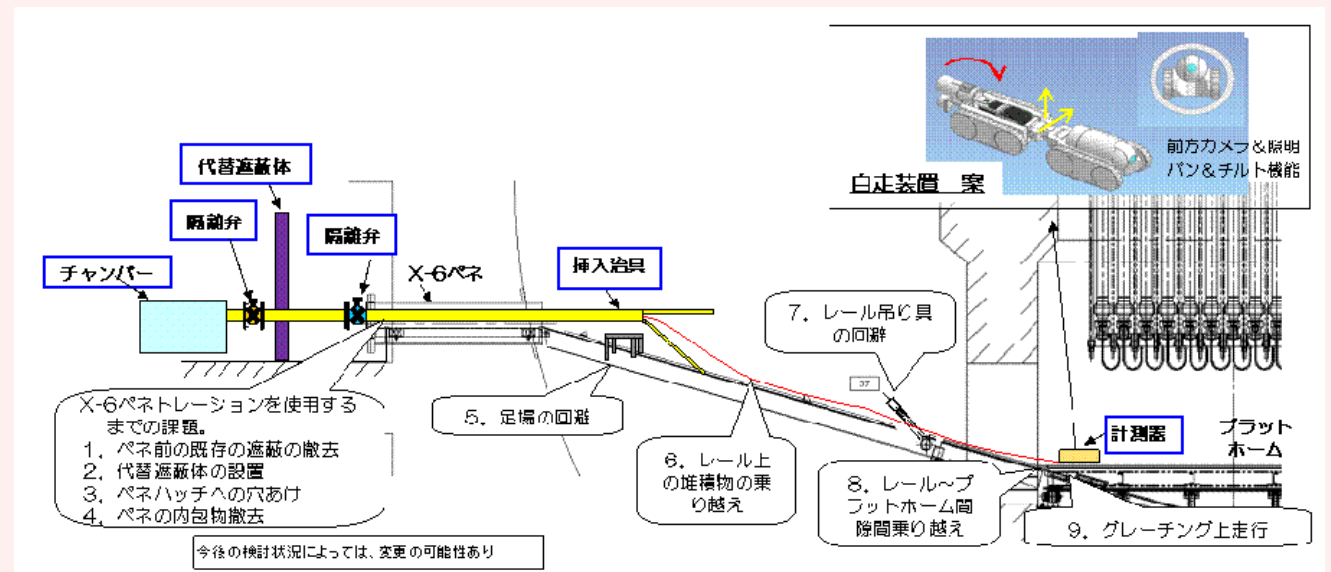 前方カメラ&照明
パン&チルト機能
自走装置 案
代替遮蔽体
隔離弁
隔離弁
チャンバー
X-6ペネ
挿入治具
7．レール吊り具
の回避
37
X-6ペネトレーションを使用する
までの課題。
1．ペネ前の既存の遮蔽の撤去
2．代替遮蔽体の設置
3．ペネハッチへの穴あけ
4．ペネの内包物撤去
5．足場の回避
6．レール上
の堆積物の乗
り越え
計測器
プラット
ホーム
8．レール～プ
ラットホーム間
隙間乗り越え
9．グレーチング上走行
今後の検討状況によっては、変更の可能性あり